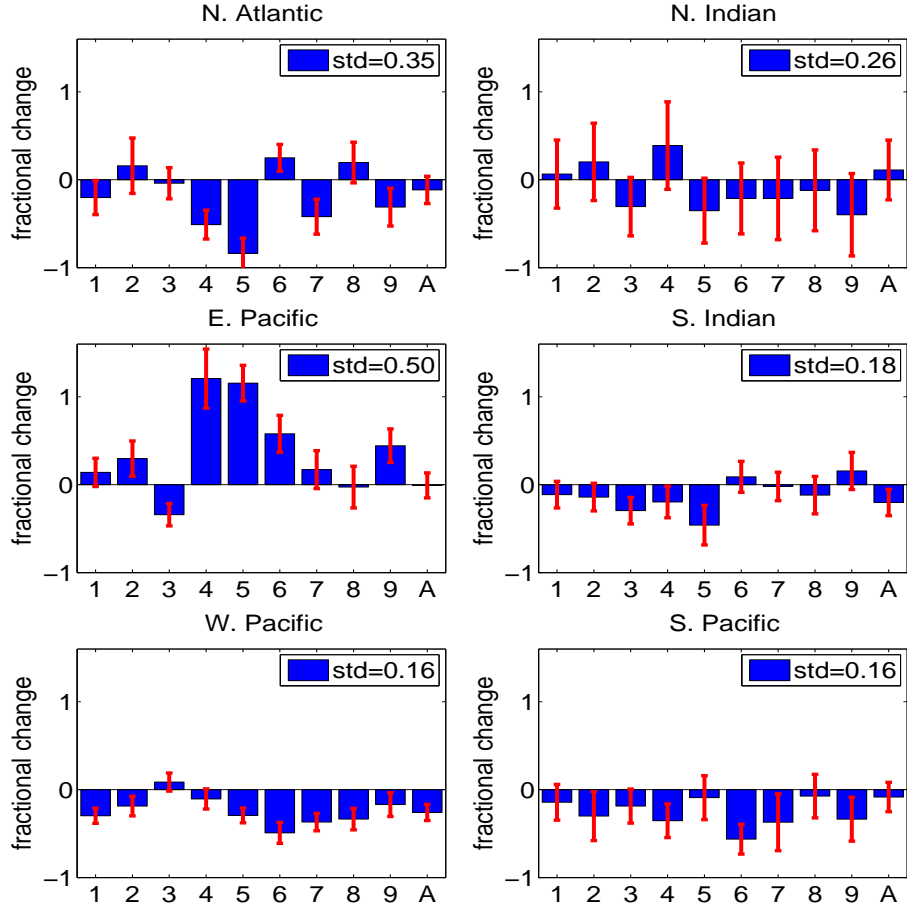 N. Atlantic
fractional change
1
0
−1
std=0.35
1 2 3 4 5 6 7 8 9 A
N. Indian
fractional change
1
0
−1
std=0.26
1 2 3 4 5 6 7 8 9 A
E. Pacific
fractional change
1
0
−1
std=0.50
1 2 3 4 5 6 7 8 9 A
S. Indian
fractional change
1
0
−1
std=0.18
1 2 3 4 5 6 7 8 9 A
W. Pacific
fractional change
1
0
−1
std=0.16
1 2 3 4 5 6 7 8 9 A
S. Pacific
fractional change
1
0
−1
std=0.16
1 2 3 4 5 6 7 8 9 A